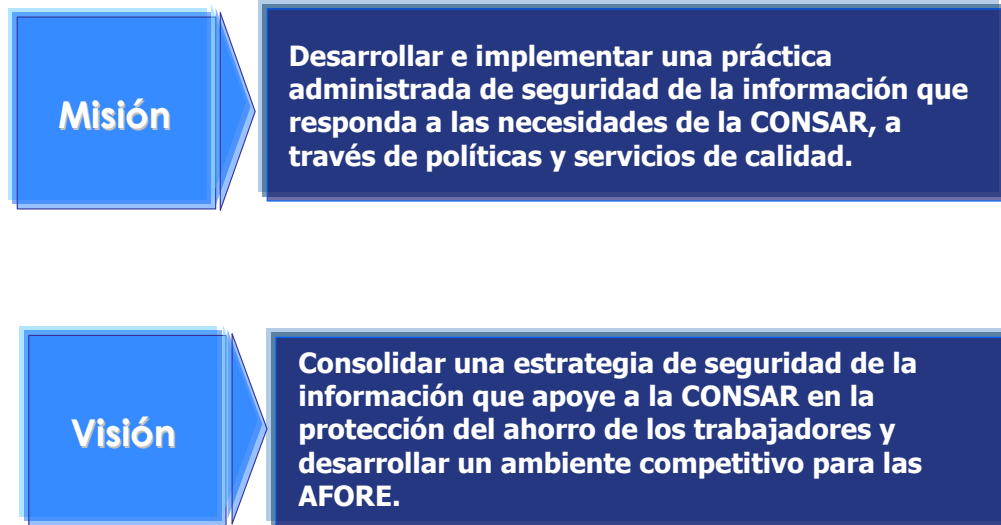 Misión
Desarrollar e implementar una práctica
administrada de seguridad de la información que
responda a las necesidades de la CONSAR, a
través de políticas y servicios de calidad.
Visión
Consolidar una estrategia de seguridad de la
información que apoye a la CONSAR en la
protección del ahorro de los trabajadores y
desarrollar un ambiente competitivo para las
AFORE.